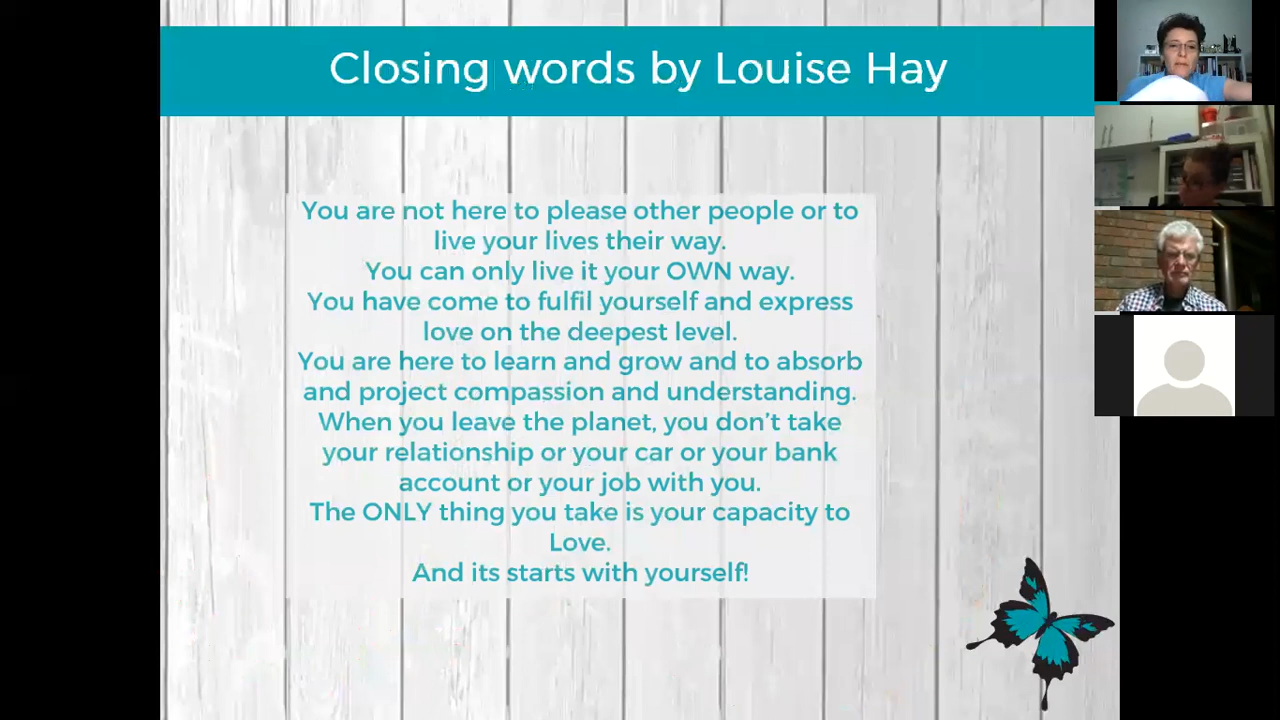 Closing words by Louise Hay
You are not here to please other people or to
live your lives their way.
You can only live it your OWN way.
You have come to fulfil yourself and express
love on the deepest level.
You are here to learn and grow and to absorb
and project compassion and understanding.
When you leave the planet, you don't take
your relationship or your car or your bank
account or your job with you.
The ONLY thing you take is your capacity to
Love.
And its starts with yourself!